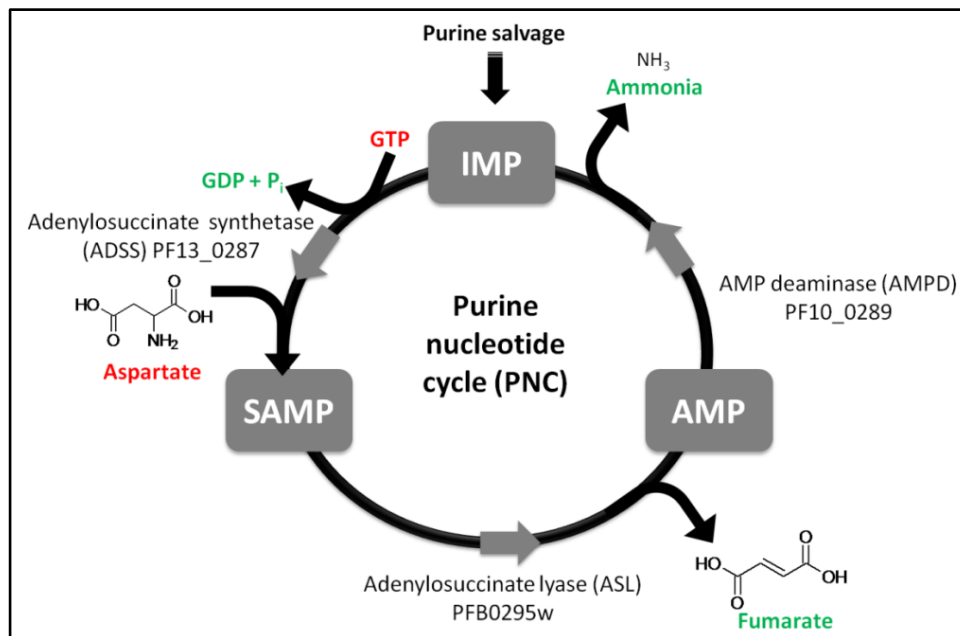 Purine salvage
NH₃
Ammonia
GTP
IMP
GDP + Pᵢ
Adenylosuccinate synthetase
(ADSS) PF13_0287
HO
O
O
OH
NH₂
Aspartate
Purine
nucleotide
cycle (PNC)
AMP deaminase (AMPD)
PF10_0289
SAMP
AMP
Adenylosuccinate lyase (ASL)
PFB0295w
HO
O
O
OH
Fumarate